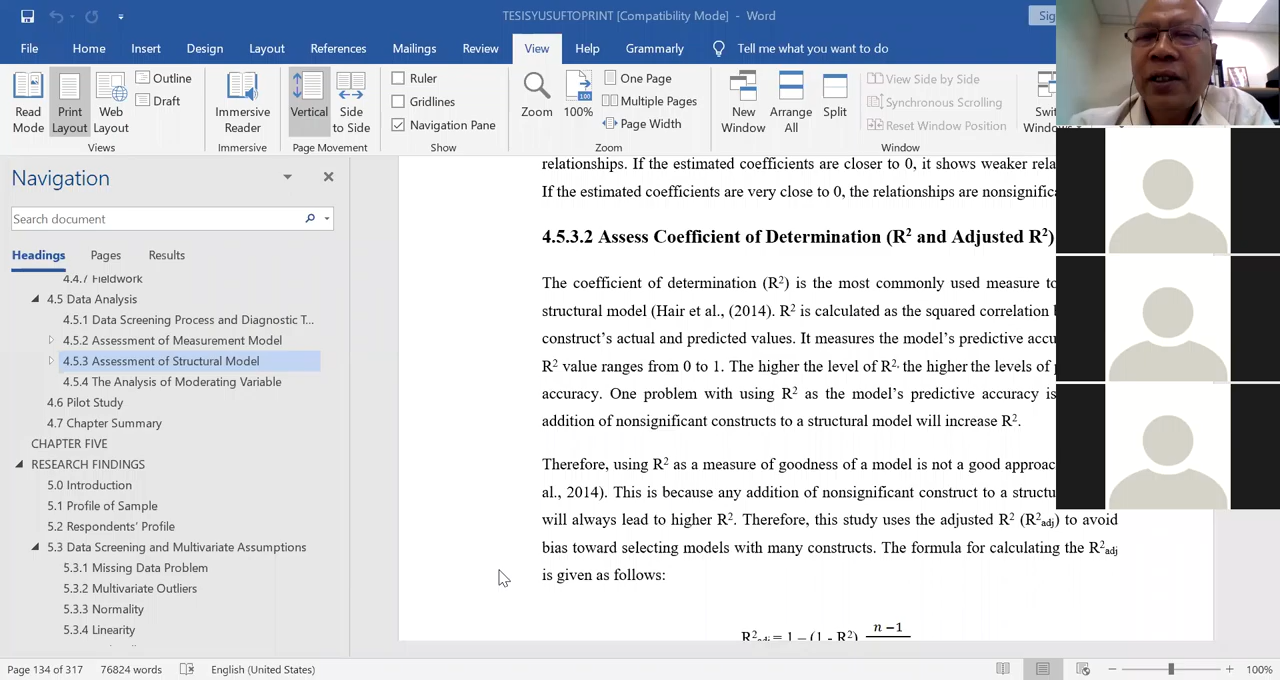 TESISYUSUFTOPRINT [Compatibility Mode] - Word
Sig
File Home Insert Design Layout References Mailings Review View Help Grammarly Tell me what you want to do
Read Mode
Print Layout
Web Layout
Outline
Draft
Views
Immersive Reader
Immersive
Vertical
Side to Side
Page Movement
Ruler
Gridlines
Navigation Pane
Show
Zoom
100%
One Page
Multiple Pages
Page Width
Zoom
New Window
Arrange All
Split
View Side by Side
Synchronous Scrolling
Reset Window Position
Window
Navigation
Search document
Headings Pages Results
4.4.7 Fieldwork
4.5 Data Analysis
4.5.1 Data Screening Process and Diagnostic T...
4.5.2 Assessment of Measurement Model
4.5.3 Assessment of Structural Model
4.5.4 The Analysis of Moderating Variable
4.6 Pilot Study
4.7 Chapter Summary
CHAPTER FIVE
RESEARCH FINDINGS
5.0 Introduction
5.1 Profile of Sample
5.2 Respondents' Profile
5.3 Data Screening and Multivariate Assumptions
5.3.1 Missing Data Problem
5.3.2 Multivariate Outliers
5.3.3 Normality
5.3.4 Linearity
relationships. If the estimated coefficients are closer to 0, it shows weaker rela
If the estimated coefficients are very close to 0, the relationships are nonsignific
4.5.3.2 Assess Coefficient of Determination (R² and Adjusted R²)
The coefficient of determination (R²) is the most commonly used measure to
structural model (Hair et al., (2014). R² is calculated as the squared correlation
construct's actual and predicted values. It measures the model's predictive accu
R² value ranges from 0 to 1. The higher the level of R², the higher the levels of
accuracy. One problem with using R² as the model's predictive accuracy is
addition of nonsignificant constructs to a structural model will increase R².
Therefore, using R² as a measure of goodness of a model is not a good approac
al., 2014). This is because any addition of nonsignificant construct to a structu
will always lead to higher R². Therefore, this study uses the adjusted R² (R²adj) to avoid
bias toward selecting models with many constructs. The formula for calculating the R²adj
is given as follows:
R²adj = 1 – (1 - R²) n – 1
Page 134 of 317 76824 words English (United States) 100%